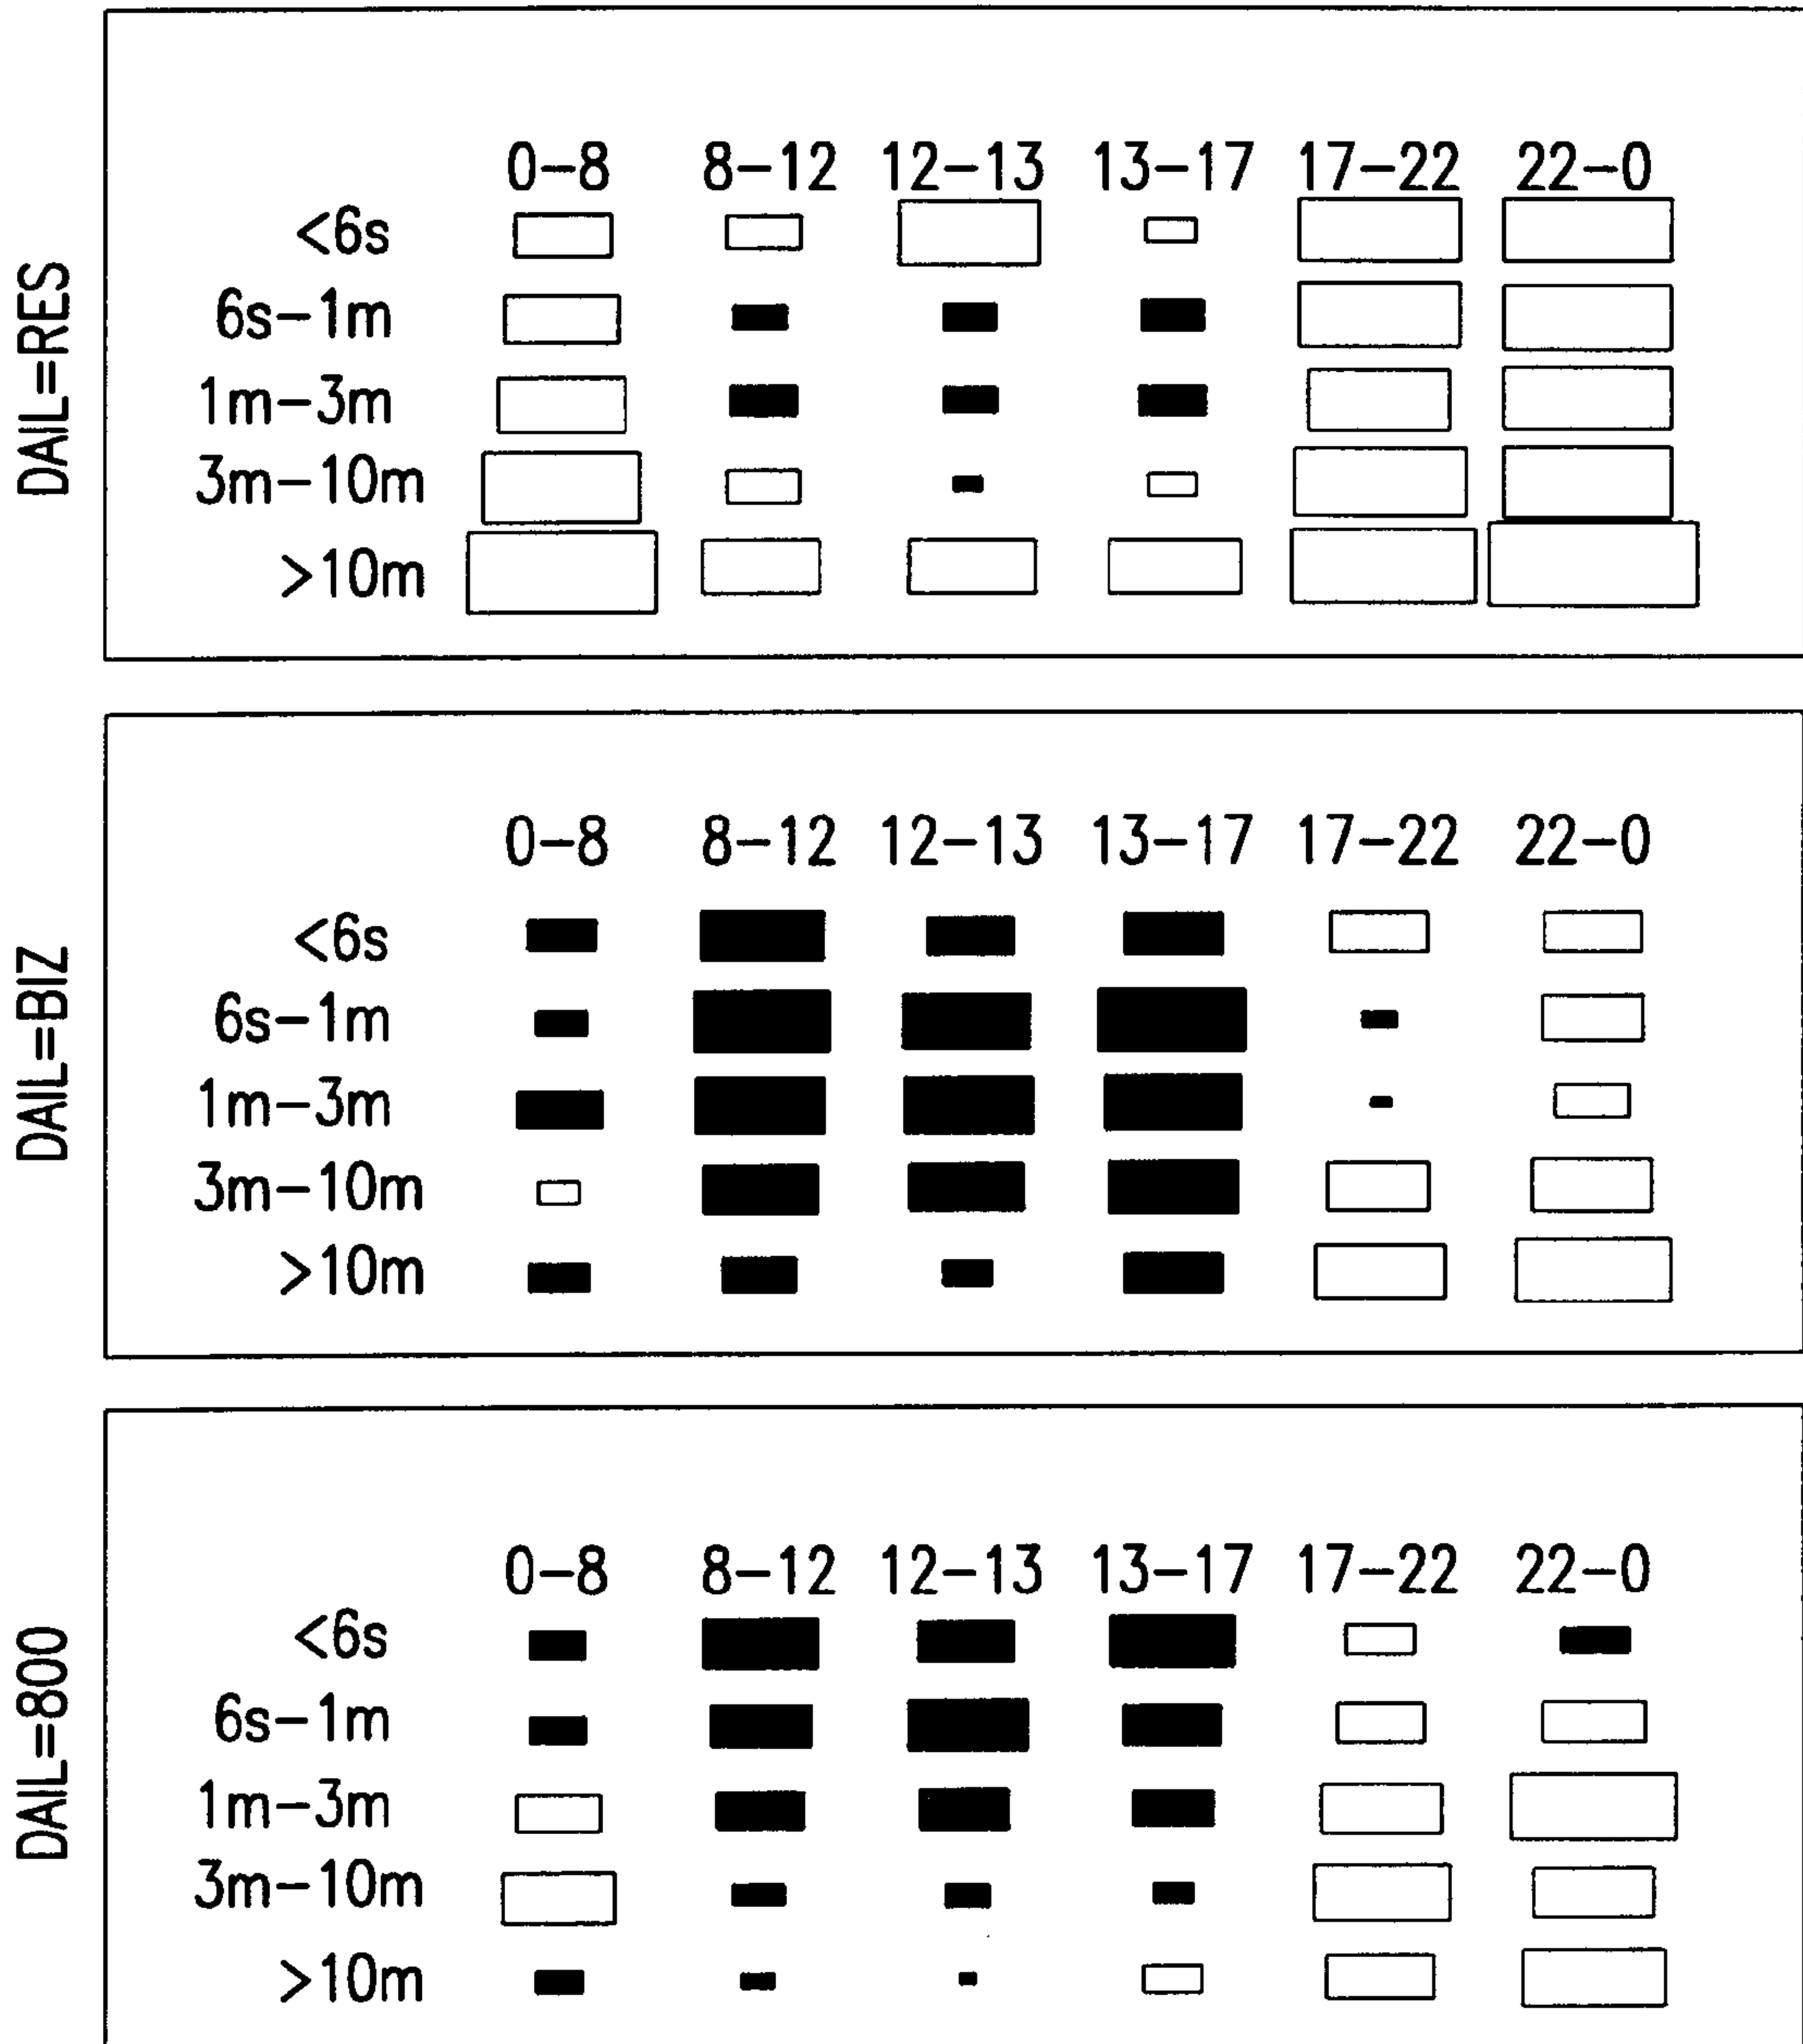 DAIL=RES
0-8 8-12 12-13 13-17 17-22 22-0
<6s
6s-1m
1m-3m
3m-10m
>10m
DAIL=BIZ
0-8 8-12 12-13 13-17 17-22 22-0
<6s
6s-1m
1m-3m
3m-10m
>10m
DAIL=800
0-8 8-12 12-13 13-17 17-22 22-0
<6s
6s-1m
1m-3m
3m-10m
>10m